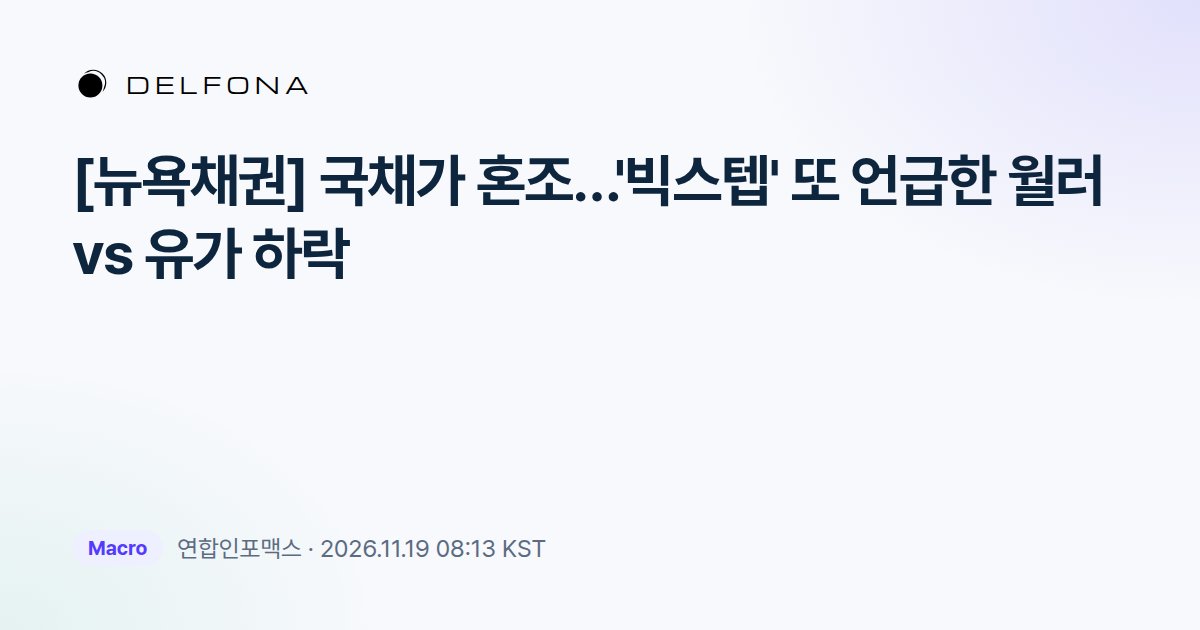 DELFONA
[뉴욕채권] 국채가 혼조…'빅스텝' 또 언급한 월러
vs 유가 하락
Macro 연합인포맥스 · 2026.11.19 08:13 KST